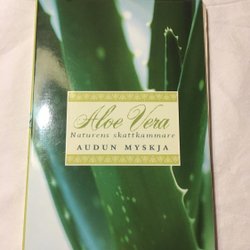 Aloe Vera
Naturens skattkammare
AUDUN MYSKJA